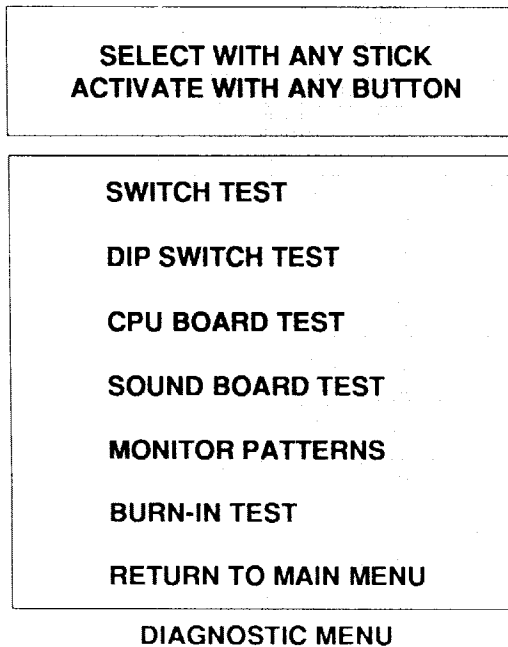 SELECT WITH ANY STICK
ACTIVATE WITH ANY BUTTON
SWITCH TEST
DIP SWITCH TEST
CPU BOARD TEST
SOUND BOARD TEST
MONITOR PATTERNS
BURN-IN TEST
RETURN TO MAIN MENU
DIAGNOSTIC MENU